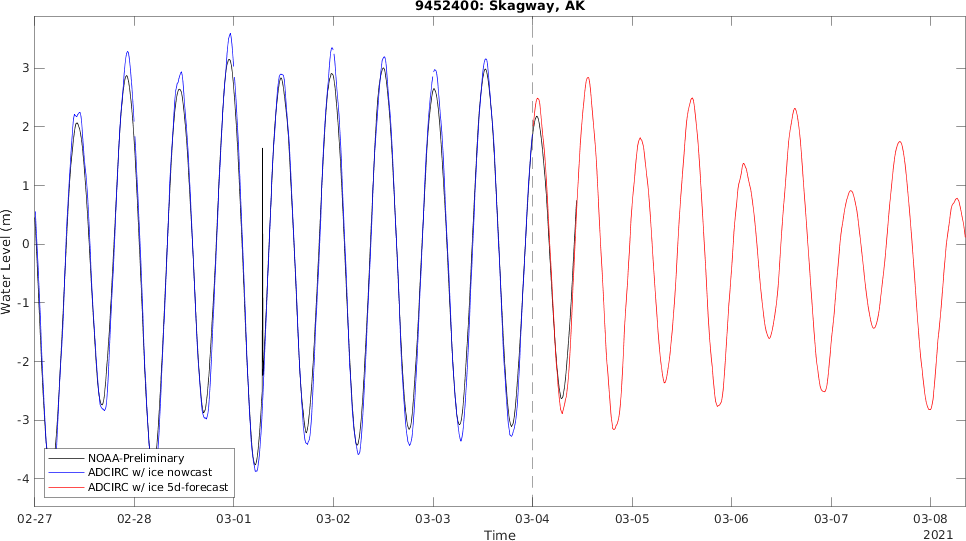 9452400: Skagway, AK
Water Level (m)
3
2
1
0
-1
-2
-3
-4
NOAA-Preliminary
ADCIRC w/ ice nowcast
ADCIRC w/ ice 5d-forecast
02-27 02-28 03-01 03-02 03-03 03-04 03-05 03-06 03-07 03-08
Time
2021